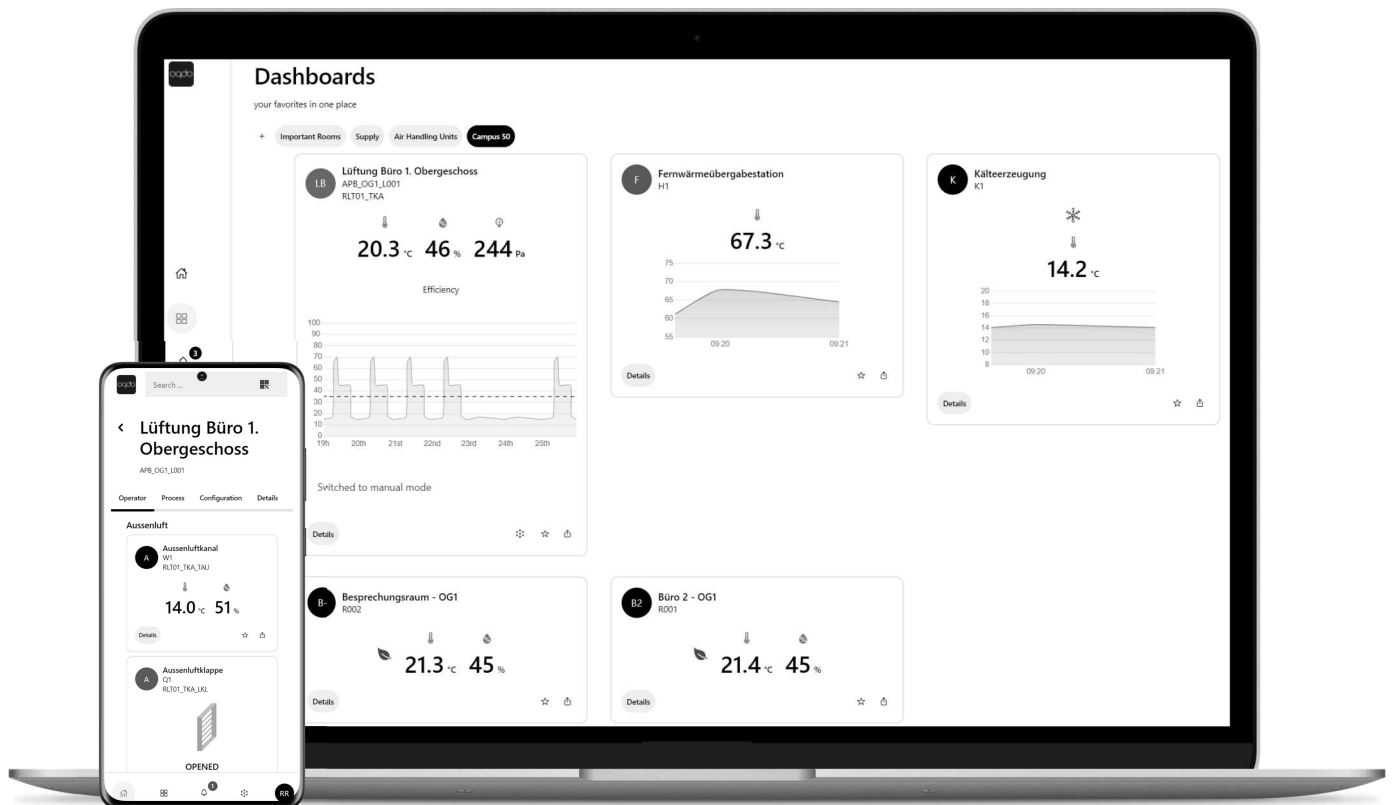 oqdo
Dashboards
your favorites in one place
+ Important Rooms Supply Air Handling Units Campus 50
LB
Lüftung Büro 1. Obergeschoss
APB_OG1_L001
RLT01_TKA
20.3 °C 46 % 244 Pa
Efficiency
100
90
80
70
60
50
40
30
20
10
0
19h 20th 21st 22nd 23rd 24th 25th
Switched to manual mode
Details
F
Fernwärmeübergabestation
H1
67.3 °C
75
70
65
60
55
09:20 09:21
Details
K
Kälteerzeugung
K1
14.2 °C
20
18
16
14
12
10
8
09:20 09:21
Details
B-
Besprechungsraum - OG1
R002
21.3 °C 45 %
Details
B2
Büro 2 - OG1
R001
21.4 °C 45 %
Details
3
oqdo
Search ...
Lüftung Büro 1.
Obergeschoss
APB_OG1_L001
Operator Process Configuration Details
Aussenluft
A
Aussenluftkanal
W1
RLT01_TKA_TAU
14.0 °C 51 %
Details
A
Aussenluftklappe
Q1
RLT01_TKA_LKL
OPENED
1
RR